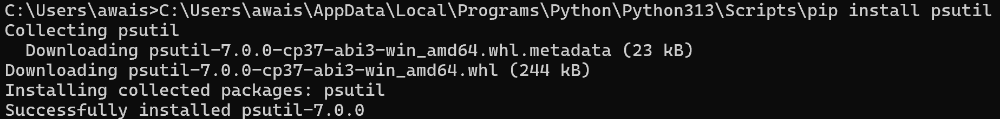 C:\Users\awais>C:\Users\awais\AppData\Local\Programs\Python\Python313\Scripts\pip install psutil
Collecting psutil
  Downloading psutil-7.0.0-cp37-abi3-win_amd64.whl.metadata (23 kB)
Downloading psutil-7.0.0-cp37-abi3-win_amd64.whl (244 kB)
Installing collected packages: psutil
Successfully installed psutil-7.0.0